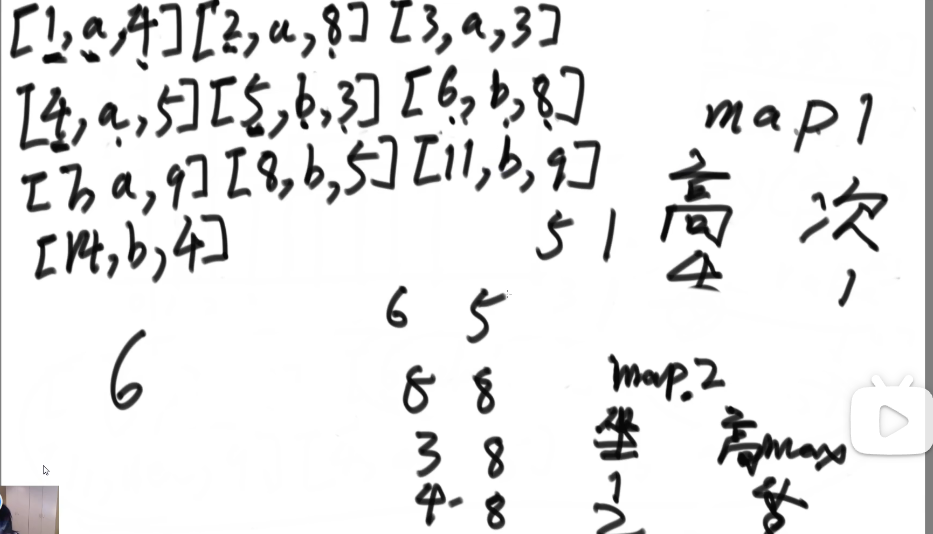 [1,a,4] [2,a,8] [3,a,3]
[4,a,5] [5,b,3] [6,b,8]
[7,a,9] [8,b,5] [11,b,9]
[14,b,4]
map1
高 次
5 1 4 1
6
6 5
8 8
3 8
4 8
map.2
坐 高max
1 4
2 8